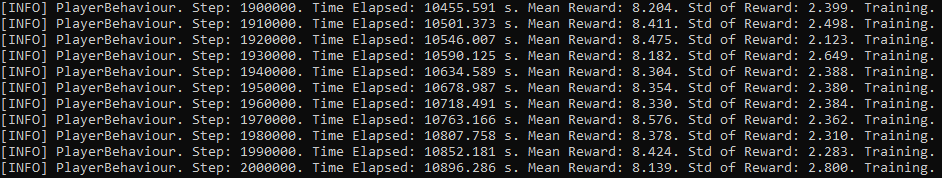 [INFO] PlayerBehaviour. Step: 1900000. Time Elapsed: 10455.591 s. Mean Reward: 8.204. Std of Reward: 2.399. Training.
[INFO] PlayerBehaviour. Step: 1910000. Time Elapsed: 10501.373 s. Mean Reward: 8.411. Std of Reward: 2.498. Training.
[INFO] PlayerBehaviour. Step: 1920000. Time Elapsed: 10546.007 s. Mean Reward: 8.475. Std of Reward: 2.123. Training.
[INFO] PlayerBehaviour. Step: 1930000. Time Elapsed: 10590.125 s. Mean Reward: 8.182. Std of Reward: 2.649. Training.
[INFO] PlayerBehaviour. Step: 1940000. Time Elapsed: 10634.589 s. Mean Reward: 8.304. Std of Reward: 2.388. Training.
[INFO] PlayerBehaviour. Step: 1950000. Time Elapsed: 10678.987 s. Mean Reward: 8.354. Std of Reward: 2.380. Training.
[INFO] PlayerBehaviour. Step: 1960000. Time Elapsed: 10718.491 s. Mean Reward: 8.330. Std of Reward: 2.384. Training.
[INFO] PlayerBehaviour. Step: 1970000. Time Elapsed: 10763.166 s. Mean Reward: 8.576. Std of Reward: 2.362. Training.
[INFO] PlayerBehaviour. Step: 1980000. Time Elapsed: 10807.758 s. Mean Reward: 8.378. Std of Reward: 2.310. Training.
[INFO] PlayerBehaviour. Step: 1990000. Time Elapsed: 10852.181 s. Mean Reward: 8.424. Std of Reward: 2.283. Training.
[INFO] PlayerBehaviour. Step: 2000000. Time Elapsed: 10896.286 s. Mean Reward: 8.139. Std of Reward: 2.800. Training.